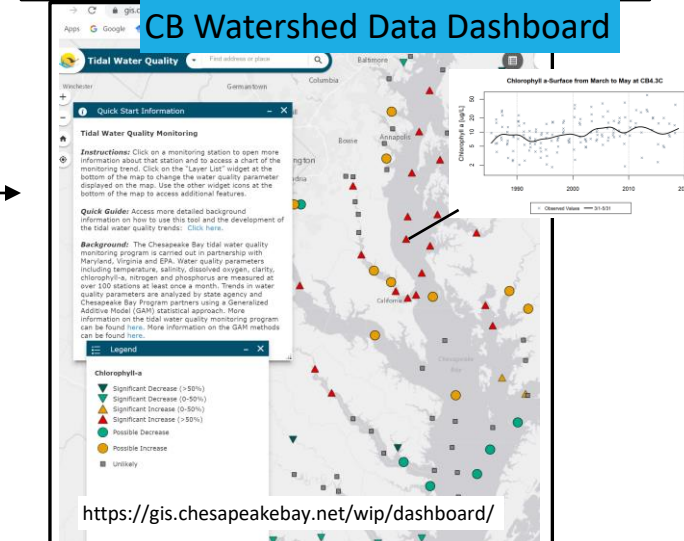 CB Watershed Data Dashboard
gis.c
Apps Google
Tidal Water Quality Find address or place
Baltimore
Winchester
Germantown
Columbia
Bowie
Annapolis
ington
California
Chesapeake
Bay
Quick Start Information
Tidal Water Quality Monitoring
Instructions: Click on a monitoring station to open more
information about that station and to access a chart of the
monitoring trend. Click on the "Layer List" widget at the
bottom of the map to change the water quality parameter
displayed on the map. Use the other widget icons at the
bottom of the map to access additional features.
Quick Guide: Access more detailed background
information on how to use this tool and the development of
the tidal water quality trends: Click here.
Background: The Chesapeake Bay tidal water quality
monitoring program is carried out in partnership with
Maryland, Virginia and EPA. Water quality parameters
including temperature, salinity, dissolved oxygen, clarity,
chlorophyll-a, nitrogen and phosphorus are measured at
over 100 stations at least once a month. Trends in water
quality parameters are analyzed by state agency and
Chesapeake Bay Program partners using a Generalized
Additive Model (GAM) statistical approach. More
information on the tidal water quality monitoring program
can be found here. More information on the GAM methods
can be found here.
Legend
Chlorophyll-a
Significant Decrease (>50%)
Significant Decrease (0-50%)
Significant Increase (0-50%)
Significant Increase (>50%)
Possible Decrease
Possible Increase
Unlikely
https://gis.chesapeakebay.net/wip/dashboard/
Chlorophyll a-Surface from March to May at CB4.3C
Chlorophyll a [ug/L]
50
20
10
5
2
1990 2000 2010
Observed Values 3/1-5/31